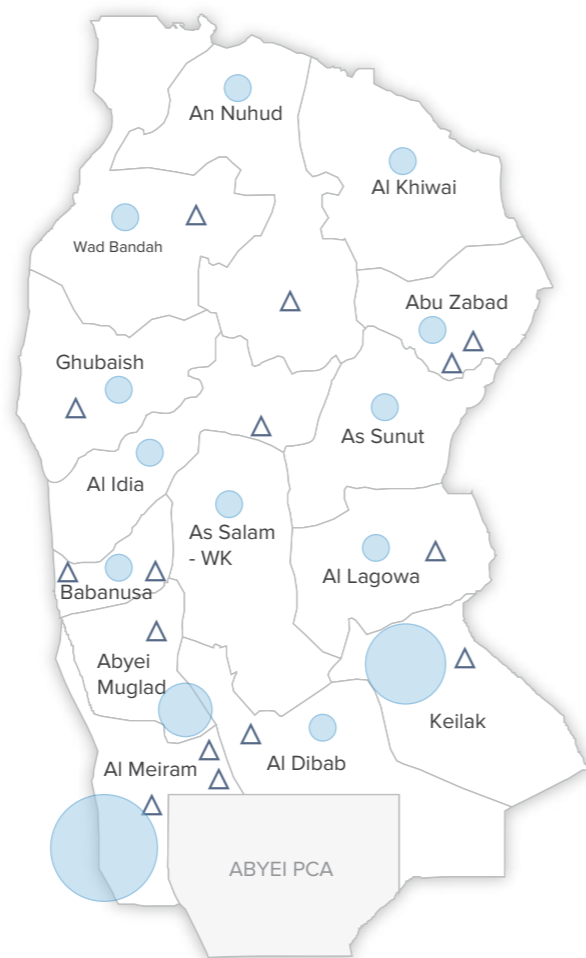 An Nuhud
Al Khiwai
Wad Bandah
Abu Zabad
Ghubaish
As Sunut
Al Idia
As Salam
- WK
Al Lagowa
Babanusa
Abyei
Muglad
Keilak
Al Meiram
Al Dibab
ABYEI PCA